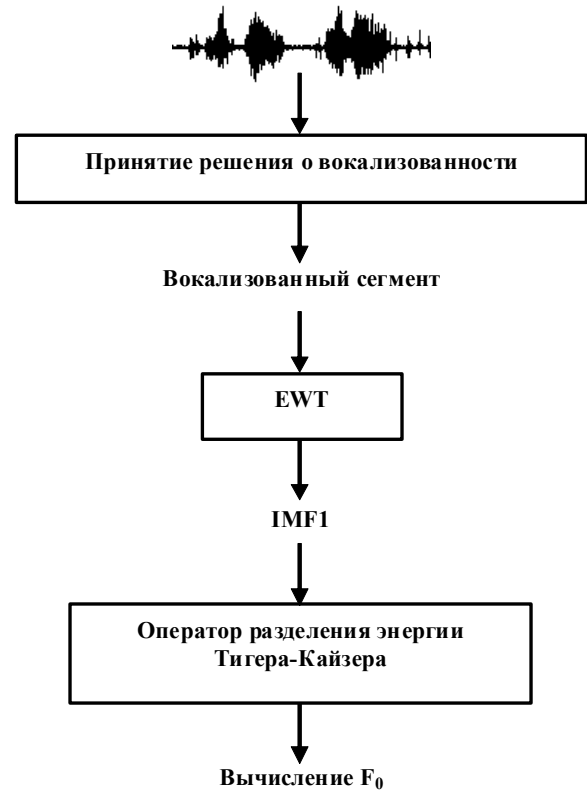 Принятие решения о вокализованности
Вокализованный сегмент
EWT
IMF1
Оператор разделения энергии
Тигера-Кайзера
Вычисление F₀